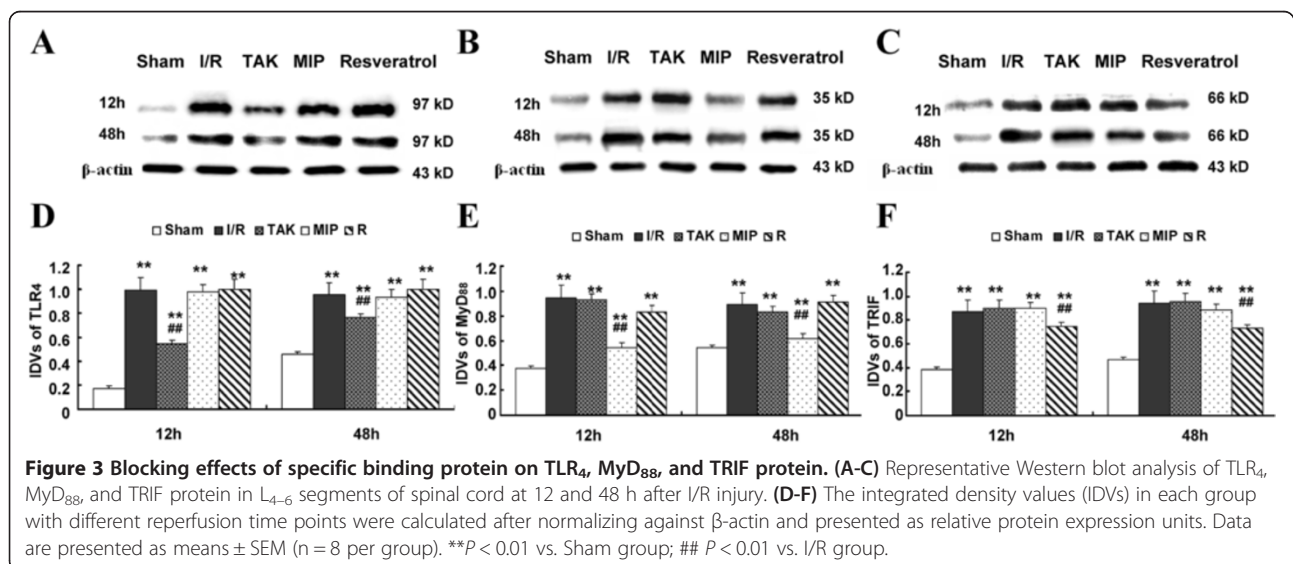 A
Sham I/R TAK MIP Resveratrol
12h 97 kD
48h 97 kD
β-actin 43 kD
B
Sham I/R TAK MIP Resveratrol
12h 35 kD
48h 35 kD
β-actin 43 kD
C
Sham I/R TAK MIP Resveratrol
12h 66 kD
48h 66 kD
β-actin 43 kD
D
Sham I/R TAK MIP R
IDVs of TLR4
1.2
1.0
0.8
0.6
0.4
0.2
0
** ** ## ** **
** ** ## ** **
12h 48h
E
Sham I/R TAK MIP R
IDVs of MyD88
1.2
1.0
0.8
0.6
0.4
0.2
0
** ** ** ## **
** ** ** ## **
12h 48h
F
Sham I/R TAK MIP R
IDVs of TRIF
1.2
1.0
0.8
0.6
0.4
0.2
0
** ** ** ** ##
** ** ** ** ##
12h 48h
Figure 3 Blocking effects of specific binding protein on TLR4, MyD88, and TRIF protein. (A-C) Representative Western blot analysis of TLR4,
MyD88, and TRIF protein in L4–6 segments of spinal cord at 12 and 48 h after I/R injury. (D-F) The integrated density values (IDVs) in each group
with different reperfusion time points were calculated after normalizing against β-actin and presented as relative protein expression units. Data
are presented as means ± SEM (n = 8 per group). **P < 0.01 vs. Sham group; ## P < 0.01 vs. I/R group.